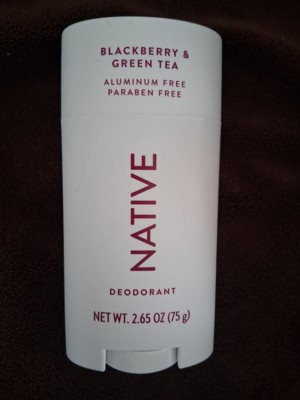 BLACKBERRY &
GREEN TEA
ALUMINUM FREE
PARABEN FREE
NATIVE
DEODORANT
NET WT. 2.65 OZ (75 g)